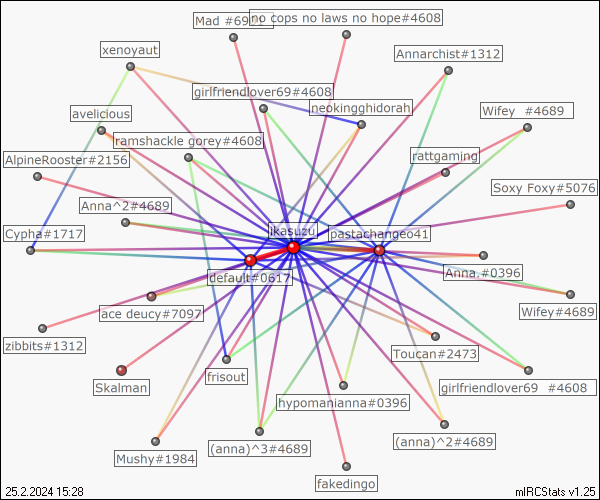 Mad #69
no cops no laws no hope#4608
xenoyaut
Annarchist#1312
girlfriendlover69#4608
neokingghidorah
avelicious
Wifey #4689
ramshackle gorey#4608
AlpineRooster#2156
rattgaming
Soxy Foxy#5076
Anna^2#4689
Cypha#1717
ikasuzu
pastachangeo41
default#0617
Anna.#0396
ace deucy#7097
Wifey#4689
zibbits#1312
Toucan#2473
Skalman
frisout
girlfriendlover69 #4608
hypomanianna#0396
Mushy#1984
(anna)^3#4689
(anna)^2#4689
fakedingo
25.2.2024 15:28
mIRCStats v1.25